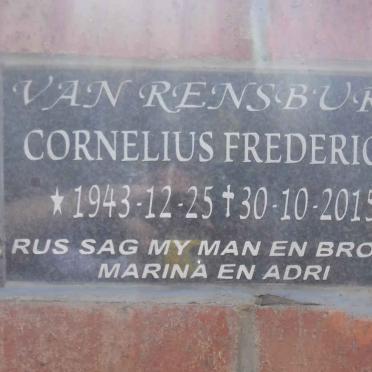 VAN RENSBUR
CORNELIUS FREDERIC
★ 1943-12-25 ✝ 30-10-2015
RUS SAG MY MAN EN BRO
MARINA EN ADRI